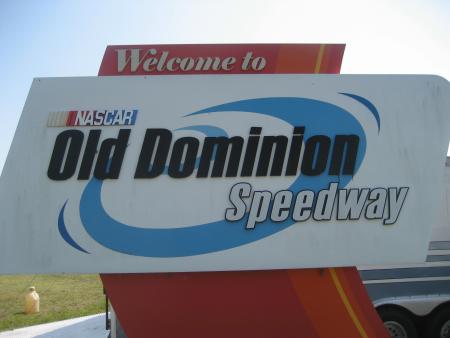 Welcome to
NASCAR
Old Dominion
Speedway